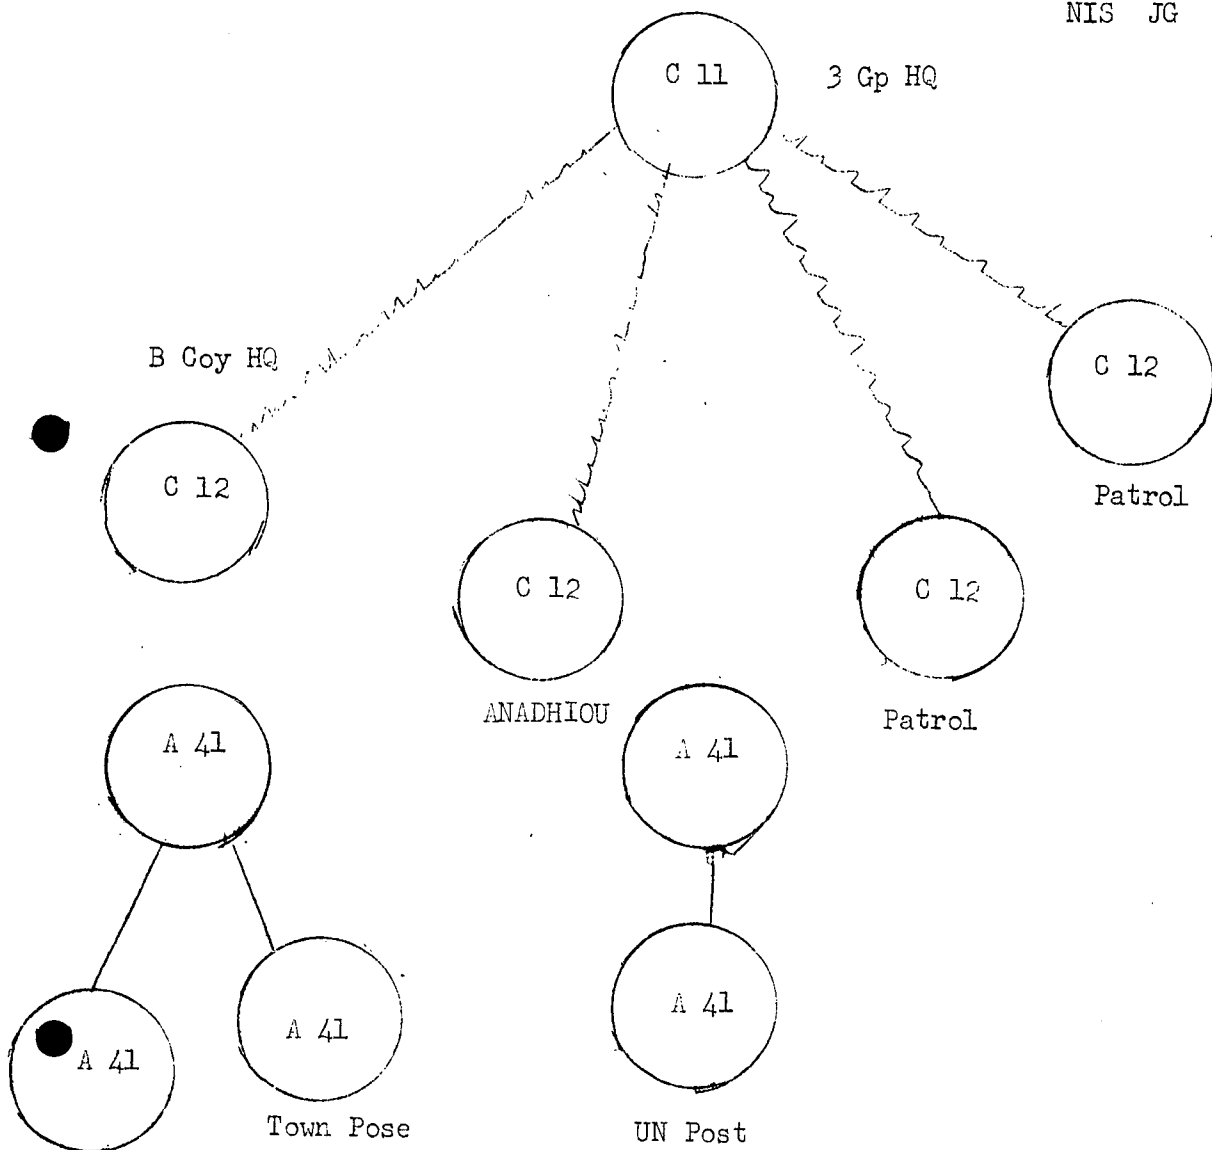 NIS JG
C 11
3 Gp HQ
B Coy HQ
C 12
C 12
Patrol
C 12
C 12
ANADHIOU
Patrol
A 41
A 41
A 41
A 41
A 41
Town Pose
UN Post